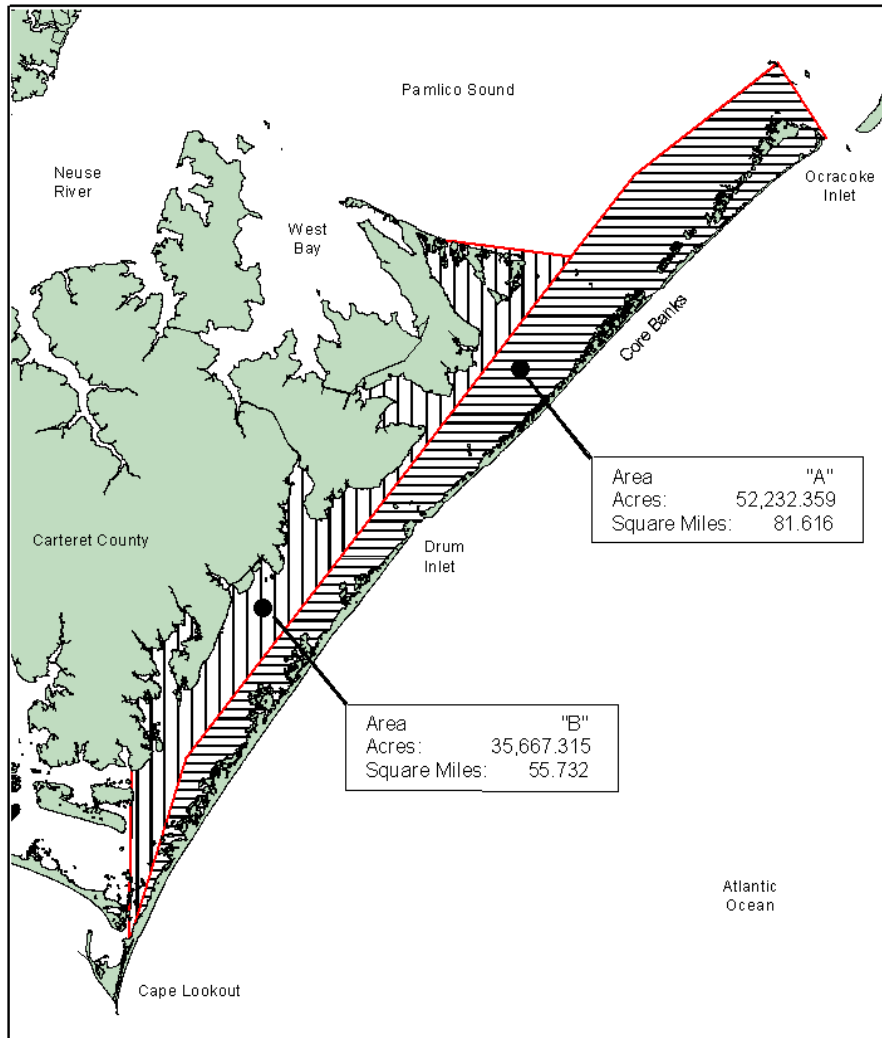 Pamlico Sound
Neuse
River
Ocracoke
Inlet
West
Bay
Core Banks
Area "A"
Acres: 52,232.359
Square Miles: 81.616
Carteret County
Drum
Inlet
Area "B"
Acres: 35,667.315
Square Miles: 55.732
Atlantic
Ocean
Cape Lookout